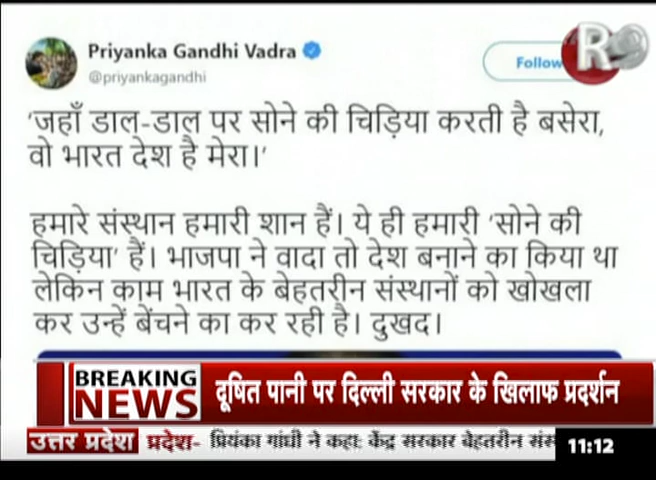 Priyanka Gandhi Vadra
@priyankagandhi
Follow
R9
'जहाँ डाल-डाल पर सोने की चिड़िया करती है बसेरा,
वो भारत देश है मेरा।'
हमारे संस्थान हमारी शान हैं। ये ही हमारी 'सोने की
चिड़िया' हैं। भाजपा ने वादा तो देश बनाने का किया था
लेकिन काम भारत के बेहतरीन संस्थानों को खोखला
कर उन्हें बेंचने का कर रही है। दुखद।
BREAKING
NEWS
दूषित पानी पर दिल्ली सरकार के खिलाफ प्रदर्शन
उत्तर प्रदेश प्रदेश- प्रियंका गांधी ने कहा: केंद्र सरकार बेहतरीन
11:12